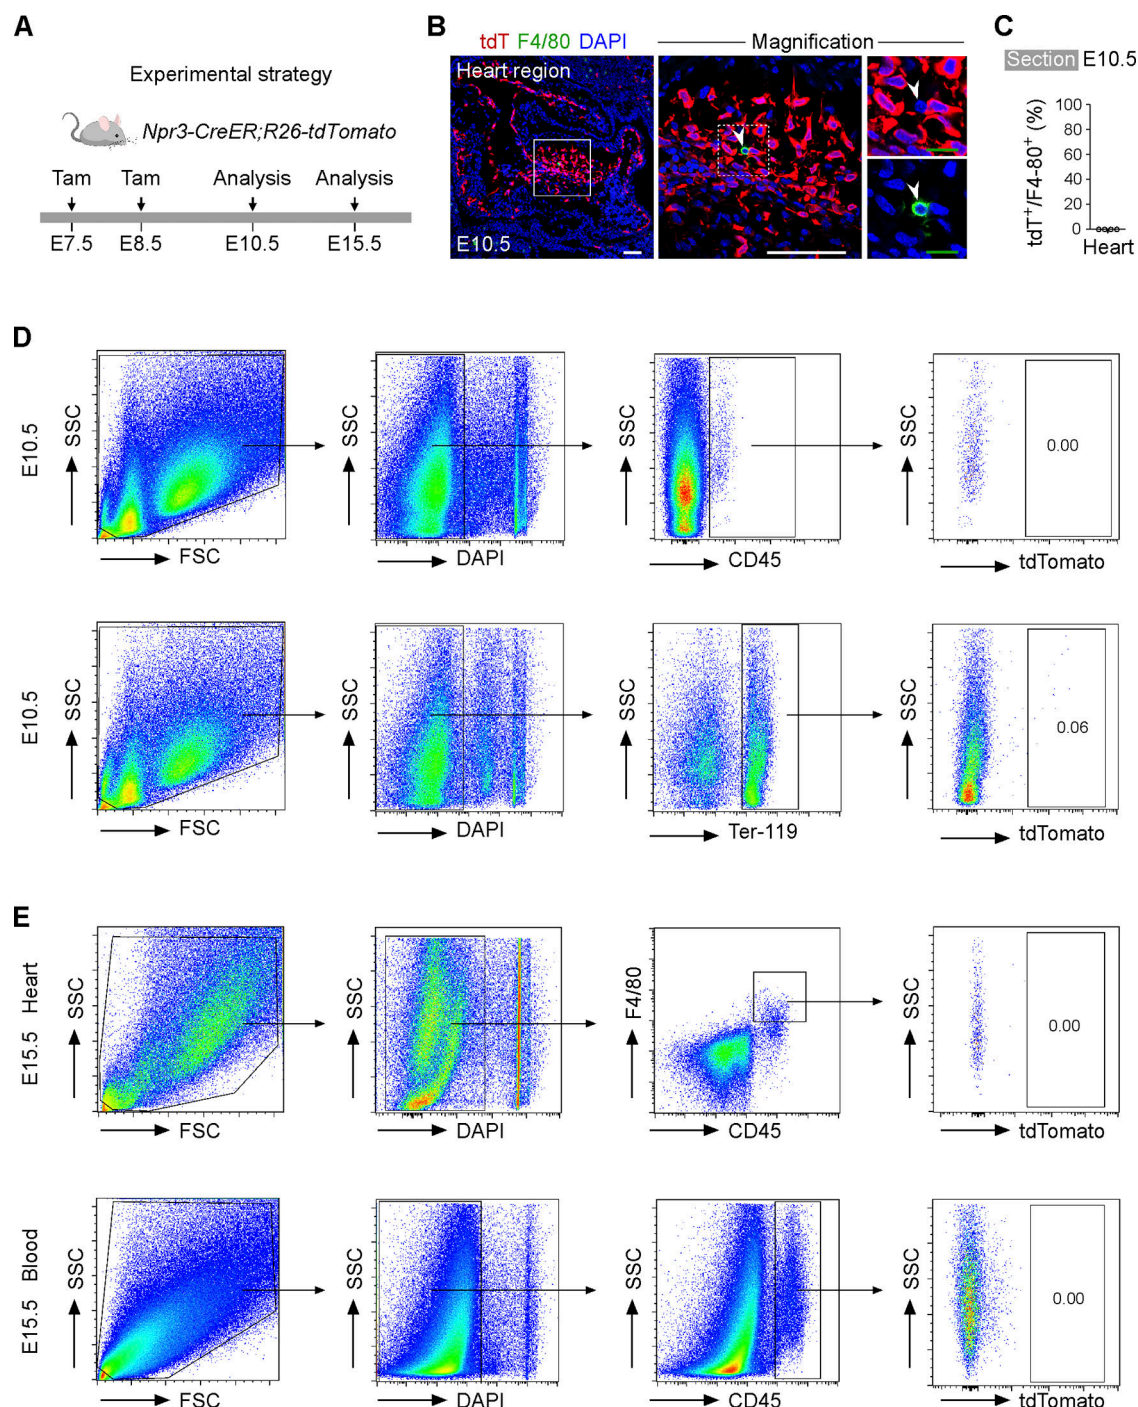 A
Experimental strategy
Npr3-CreER;R26-tdTomato
Tam Tam Analysis Analysis
E7.5 E8.5 E10.5 E15.5
B
tdT F4/80 DAPI
Magnification
Heart region
E10.5
C
Section E10.5
tdT+/F4-80+ (%)
100
80
60
40
20
0
Heart
D
E10.5
SSC
FSC
SSC
DAPI
SSC
CD45
SSC
0.00
tdTomato
E10.5
SSC
FSC
SSC
DAPI
SSC
Ter-119
SSC
0.06
tdTomato
E
E15.5 Heart
SSC
FSC
SSC
DAPI
F4/80
CD45
SSC
0.00
tdTomato
E15.5 Blood
SSC
FSC
SSC
DAPI
SSC
CD45
SSC
0.00
tdTomato